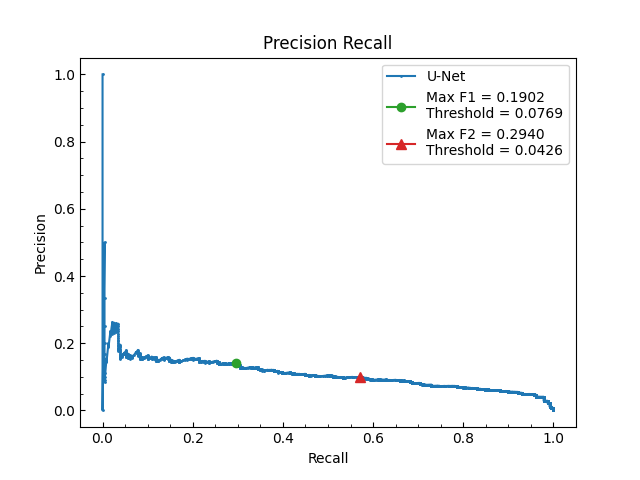 Precision Recall
1.0
0.8
0.6
0.4
0.2
0.0
Precision
U-Net
Max F1 = 0.1902
Threshold = 0.0769
Max F2 = 0.2940
Threshold = 0.0426
0.0 0.2 0.4 0.6 0.8 1.0
Recall